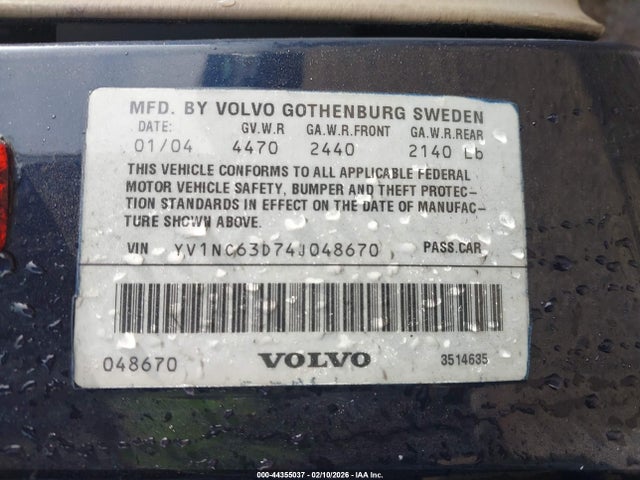 MFD. BY VOLVO GOTHENBURG SWEDEN
DATE: GV.W.R GA.W.R.FRONT GA.W.R.REAR
01/04 4470 2440 2140 Lb
THIS VEHICLE CONFORMS TO ALL APPLICABLE FEDERAL
MOTOR VEHICLE SAFETY, BUMPER AND THEFT PROTEC-
TION STANDARDS IN EFFECT ON THE DATE OF MANUFAC-
TURE SHOWN ABOVE.
VIN YV1NC63D74J048670 PASS.CAR
048670 VOLVO 3514635
000-44355037 - 02/10/2026 - IAA Inc.